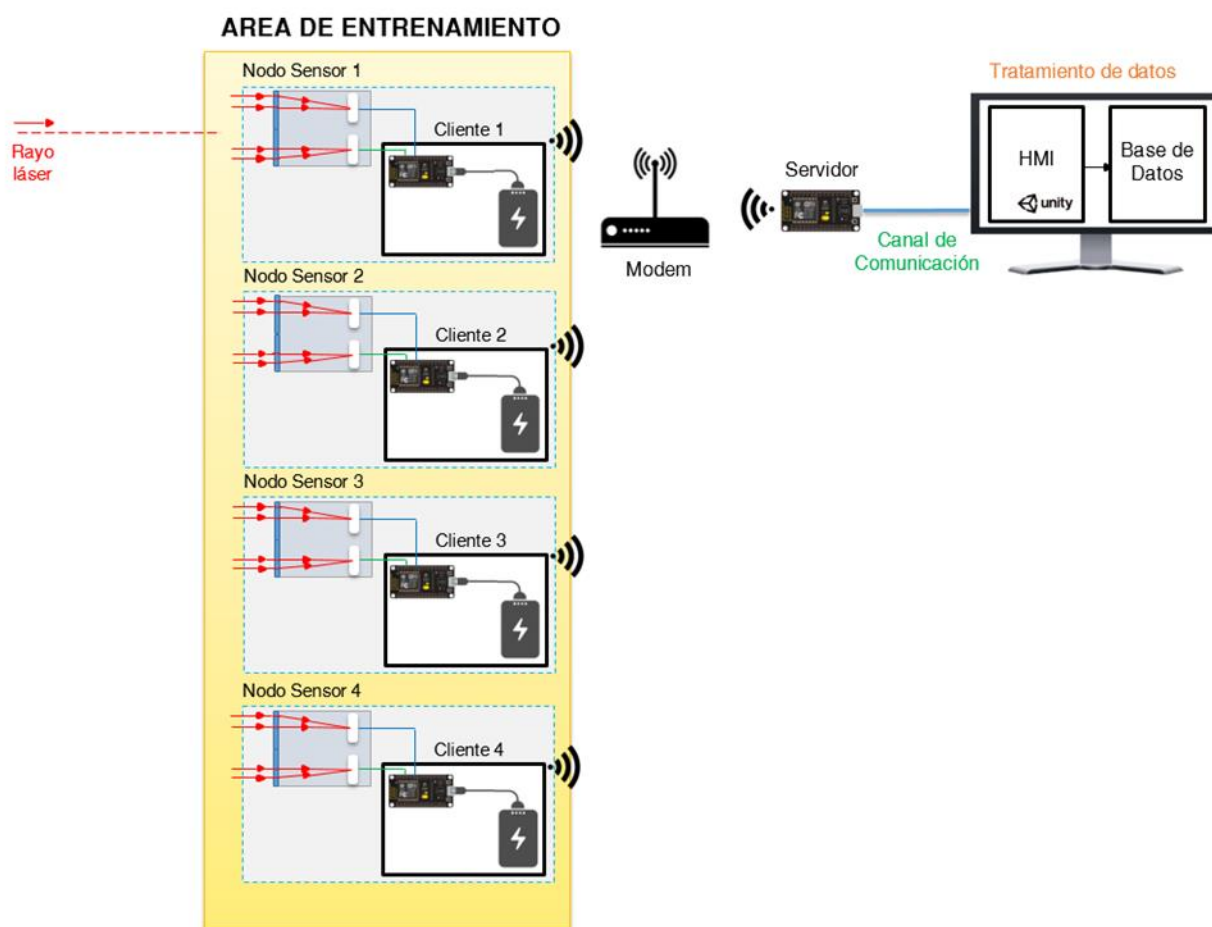 AREA DE ENTRENAMIENTO
Nodo Sensor 1
Cliente 1
Rayo
láser
Nodo Sensor 2
Cliente 2
Nodo Sensor 3
Cliente 3
Nodo Sensor 4
Cliente 4
Modem
Servidor
Canal de
Comunicación
Tratamiento de datos
HMI
unity
Base de
Datos